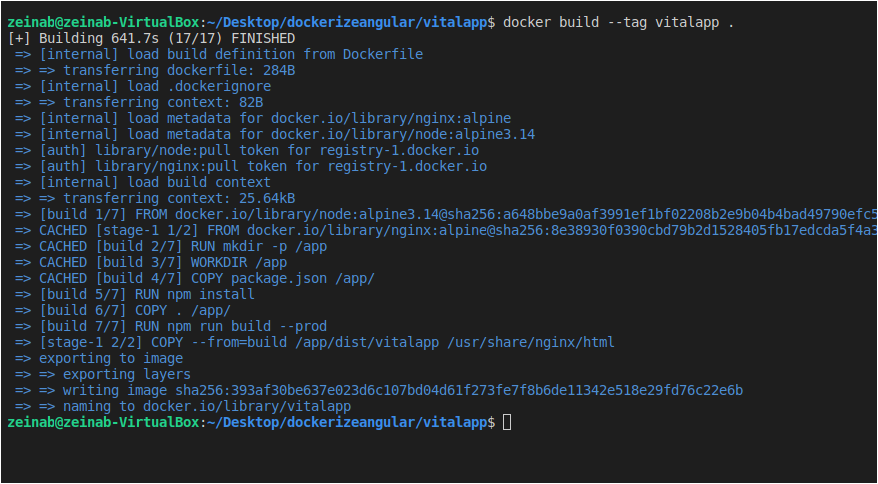 zeinab@zeinab-VirtualBox:~/Desktop/dockerizeangular/vitalapp$ docker build --tag vitalapp .
[+] Building 641.7s (17/17) FINISHED
=> [internal] load build definition from Dockerfile
=> => transferring dockerfile: 284B
=> [internal] load .dockerignore
=> => transferring context: 82B
=> [internal] load metadata for docker.io/library/nginx:alpine
=> [internal] load metadata for docker.io/library/node:alpine3.14
=> [auth] library/node:pull token for registry-1.docker.io
=> [auth] library/nginx:pull token for registry-1.docker.io
=> [internal] load build context
=> => transferring context: 25.64kB
=> [build 1/7] FROM docker.io/library/node:alpine3.14@sha256:a648bbe9a0af3991ef1bf02208b2e9b04b4bad49790efc5
=> CACHED [stage-1 1/2] FROM docker.io/library/nginx:alpine@sha256:8e38930f0390cbd79b2d1528405fb17edcda5f4a3
=> CACHED [build 2/7] RUN mkdir -p /app
=> CACHED [build 3/7] WORKDIR /app
=> CACHED [build 4/7] COPY package.json /app/
=> [build 5/7] RUN npm install
=> [build 6/7] COPY . /app/
=> [build 7/7] RUN npm run build --prod
=> [stage-1 2/2] COPY --from=build /app/dist/vitalapp /usr/share/nginx/html
=> exporting to image
=> => exporting layers
=> => writing image sha256:393af30be637e023d6c107bd04d61f273fe7f8b6de11342e518e29fd76c22e6b
=> => naming to docker.io/library/vitalapp
zeinab@zeinab-VirtualBox:~/Desktop/dockerizeangular/vitalapp$